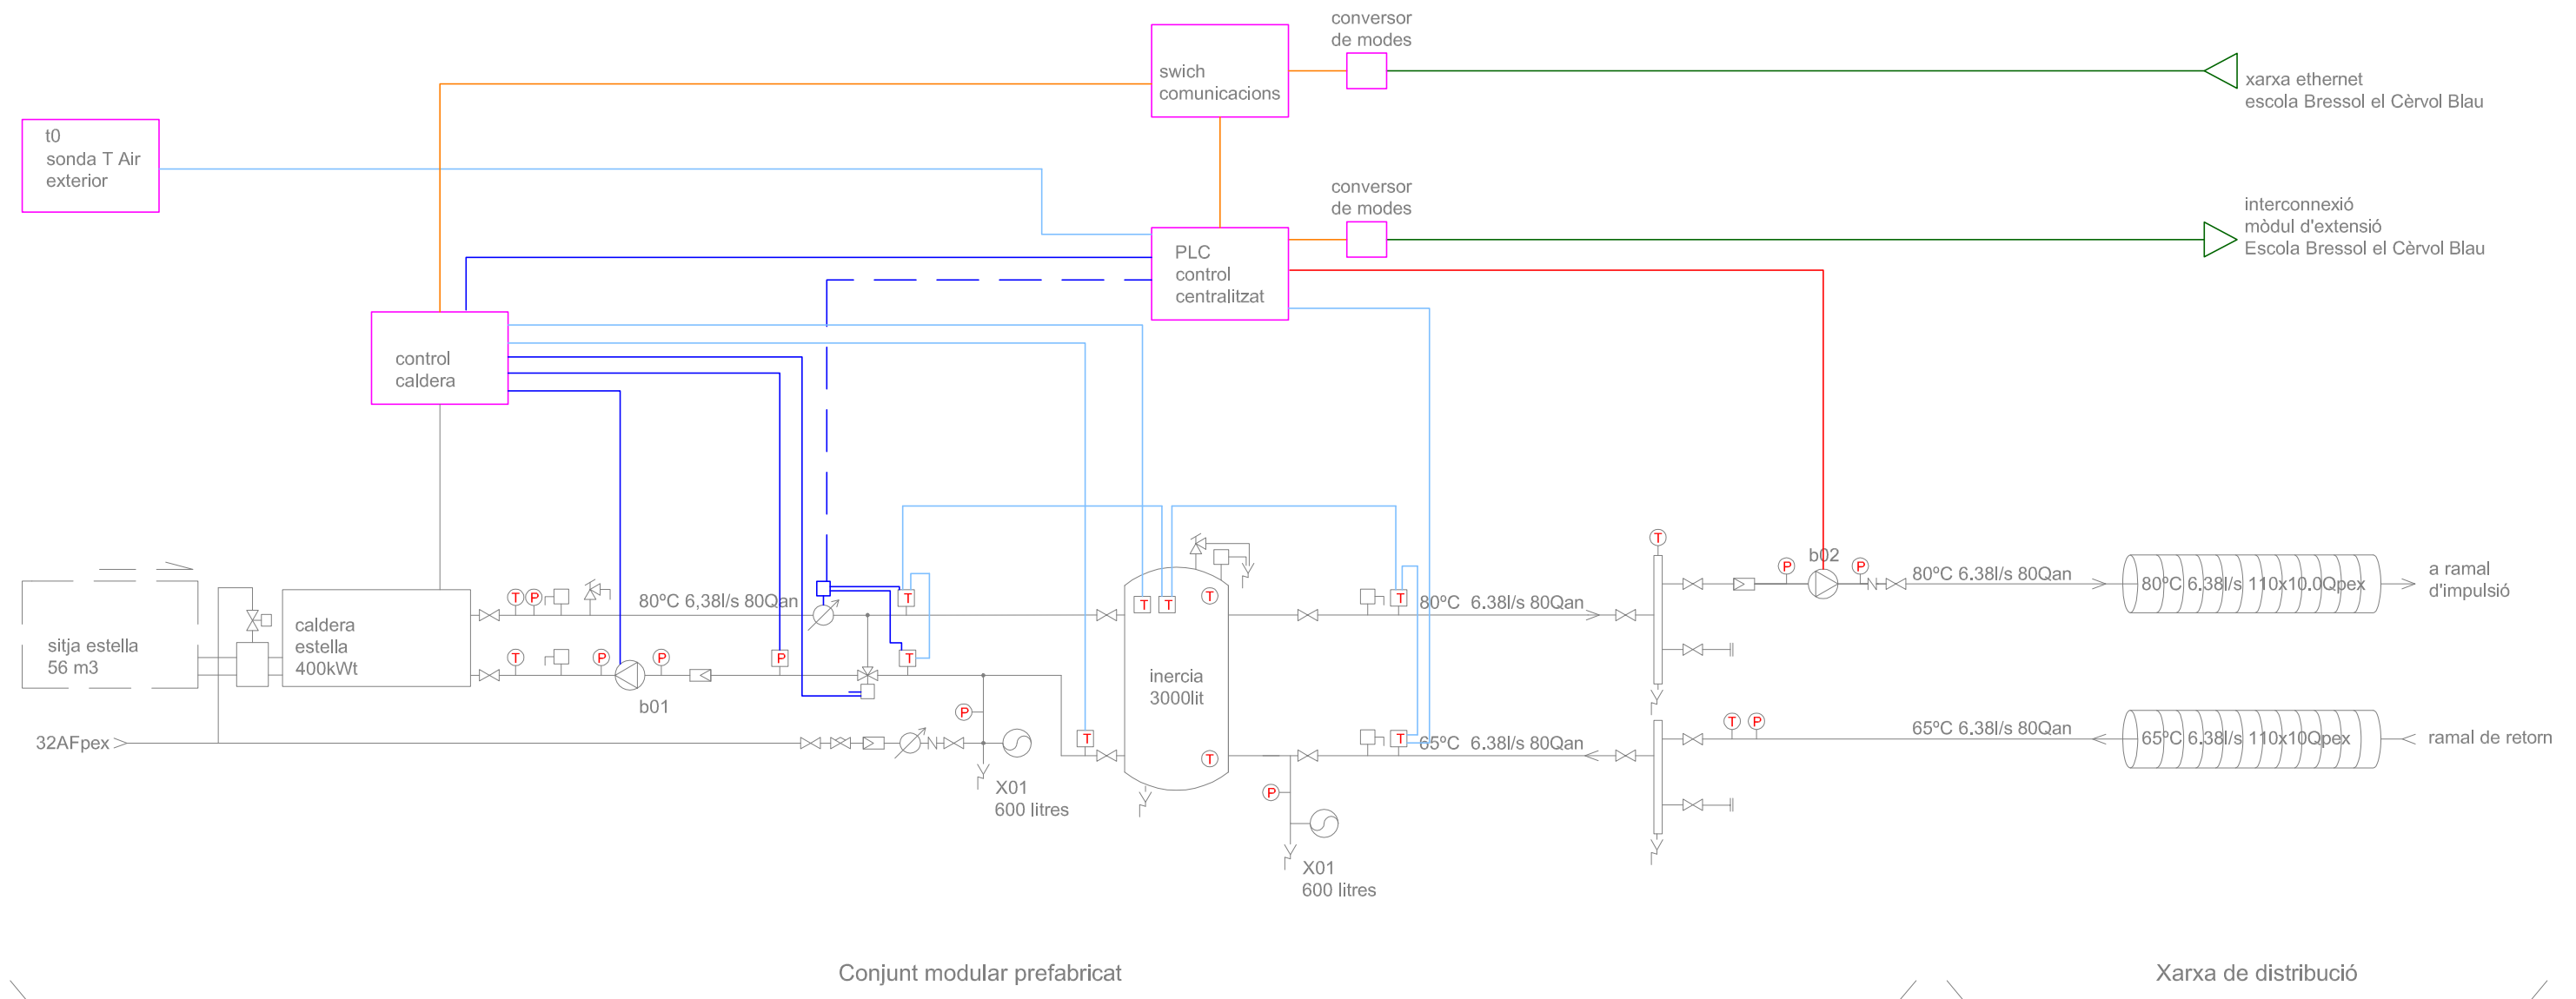 conversor
de modes
swich
comunicacions
xarxa ethernet
escola Bressol el Cèrvol Blau
t0
sonda T Air
exterior
conversor
de modes
interconnexió
mòdul d'extensió
Escola Bressol el Cèrvol Blau
PLC
control
centralitzat
control
caldera
T
b02
P
P
80ºC 6.38l/s 80Qan
80ºC 6.38l/s 110x10.0Qpex
a ramal
d'impulsió
T
P
80ºC 6,38l/s 80Qan
T
T
T
T
T
80ºC 6.38l/s 80Qan
caldera
estella
400kWt
sitja estella
56 m3
T
P
P
P
T
inercia
3000lit
b01
P
32AFpex
T
T
T
65ºC 6.38l/s 80Qan
T
P
65ºC 6.38l/s 80Qan
65ºC 6.38l/s 110x10Qpex
ramal de retorn
X01
600 litres
P
X01
600 litres
Conjunt modular prefabricat
Xarxa de distribució